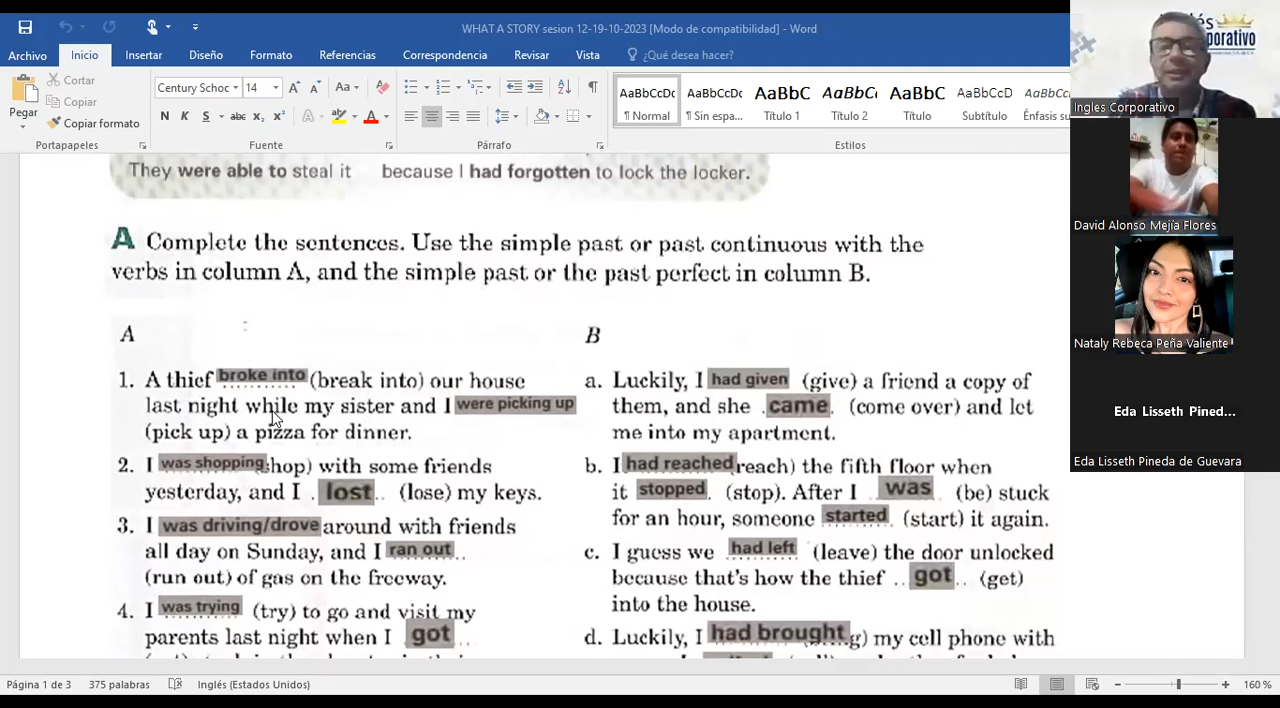 WHAT A STORY sesion 12-19-10-2023 [Modo de compatibilidad] - Word
Archivo Inicio Insertar Diseño Formato Referencias Correspondencia Revisar Vista ¿Qué desea hacer?
Pegar
Cortar
Copiar
Copiar formato
Century Schoc 14
N K S abc x₂ x² A
AaBbCcDc AaBbCcDc AaBbC AaBbCc AaBbC AaBbCcD AaBbCcD
¶ Normal ¶ Sin espa... Título 1 Título 2 Título Subtítulo Énfasis su
Portapapeles Fuente Párrafo Estilos
They were able to steal it because I had forgotten to lock the locker.
A Complete the sentences. Use the simple past or past continuous with the
verbs in column A, and the simple past or the past perfect in column B.
A
1. A thief broke into (break into) our house
last night while my sister and I were picking up
(pick up) a pizza for dinner.
2. I was shopping hop) with some friends
yesterday, and I lost (lose) my keys.
3. I was driving/drove around with friends
all day on Sunday, and I ran out
(run out) of gas on the freeway.
4. I was trying (try) to go and visit my
parents last night when I got
B
a. Luckily, I had given (give) a friend a copy of
them, and she came (come over) and let
me into my apartment.
b. I had reached reach) the fifth floor when
it stopped (stop). After I was (be) stuck
for an hour, someone started (start) it again.
c. I guess we had left (leave) the door unlocked
because that's how the thief got (get)
into the house.
d. Luckily, I had brought g) my cell phone with
Página 1 de 3 375 palabras Inglés (Estados Unidos) 160 %
Ingles Corporativo
David Alonso Mejía Flores
Nataly Rebeca Peña Valiente
Eda Lisseth Pined...
Eda Lisseth Pineda de Guevara